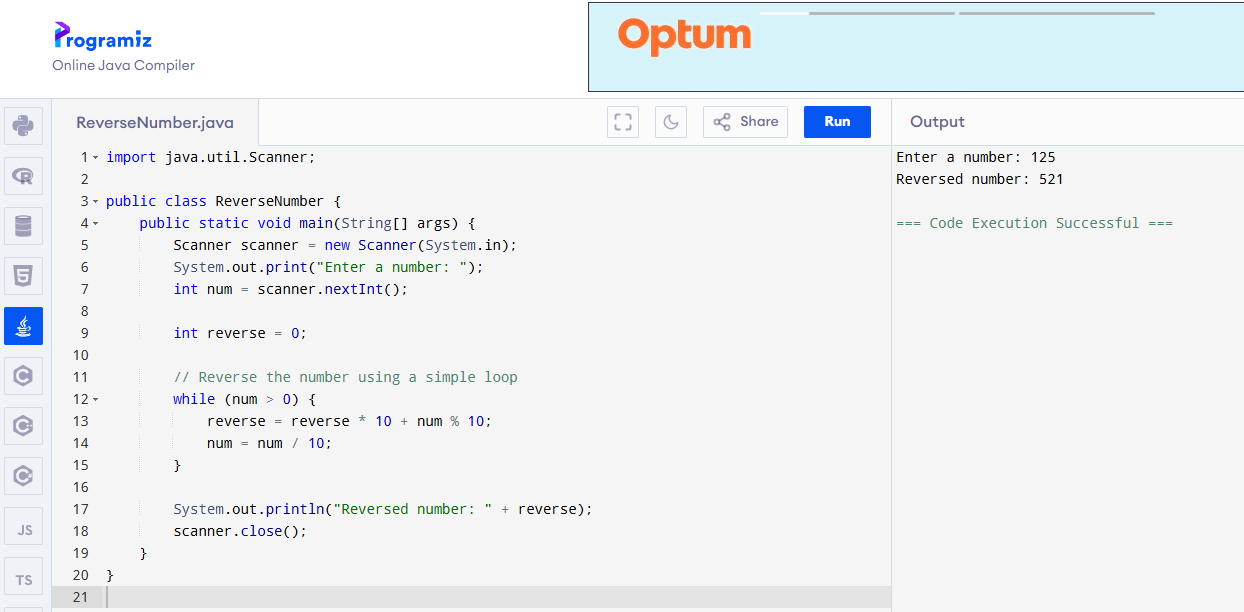 Programiz
Online Java Compiler
Optum
ReverseNumber.java
Share
Run
Output
1 import java.util.Scanner;
2
3 public class ReverseNumber {
4     public static void main(String[] args) {
5         Scanner scanner = new Scanner(System.in);
6         System.out.print("Enter a number: ");
7         int num = scanner.nextInt();
8
9         int reverse = 0;
10
11         // Reverse the number using a simple loop
12         while (num > 0) {
13             reverse = reverse * 10 + num % 10;
14             num = num / 10;
15         }
16
17         System.out.println("Reversed number: " + reverse);
18         scanner.close();
19     }
20 }
21
Enter a number: 125
Reversed number: 521
=== Code Execution Successful ===
R
5
C
C
C
JS
TS